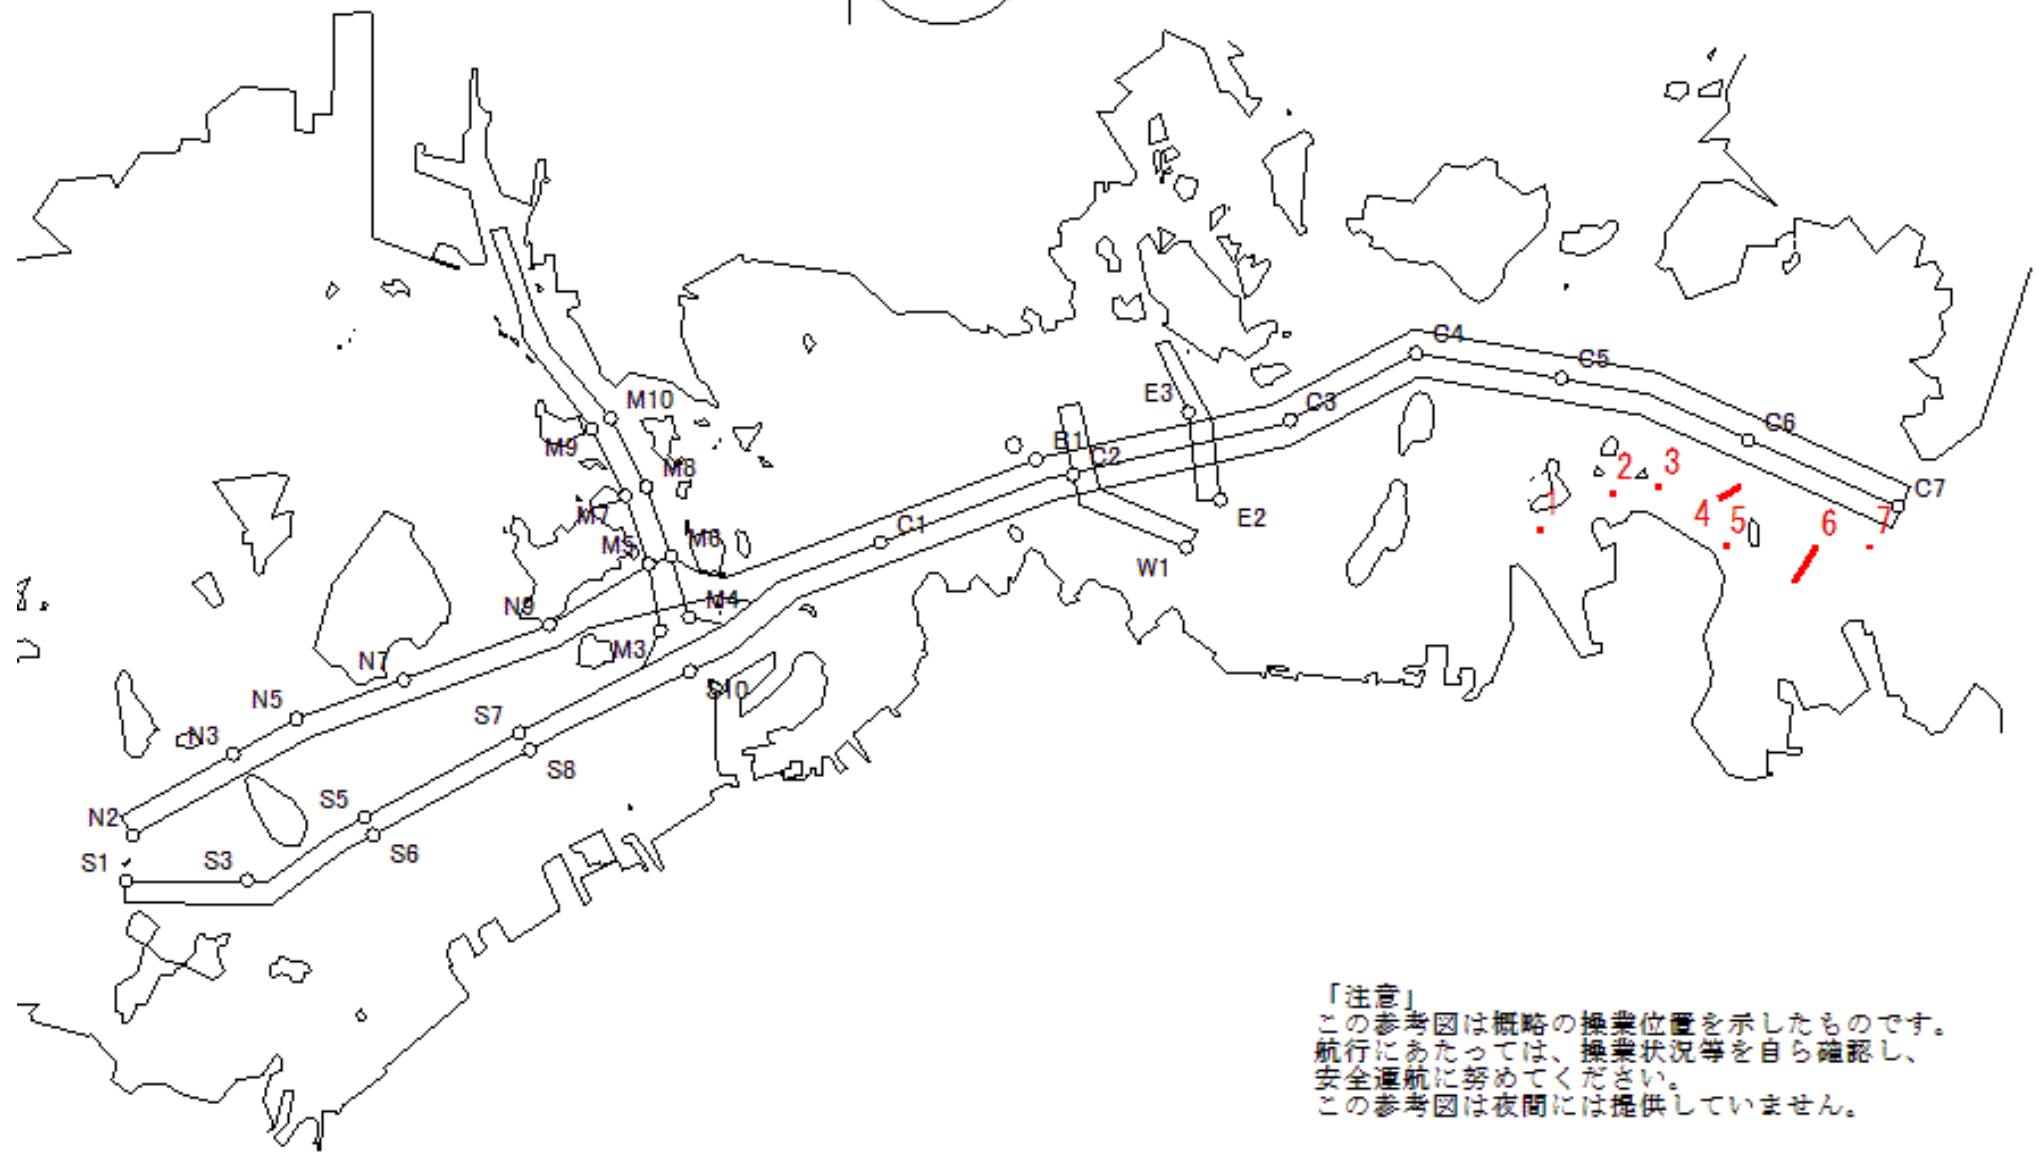 C4
C5
E3
M10
C3
C6
M9
B1
C2
M8
2
3
C7
1
M7
E2
4
5
6
7
C1
M5
M6
W1
N9
M4
M3
N7
S10
N5
S7
N3
S8
S5
N2
S6
S1
S3
「注意」
この参考図は概略の操業位置を示したものです。
航行にあたっては、操業状況等を自ら確認し、
安全運航に努めてください。
この参考図は夜間には提供していません。